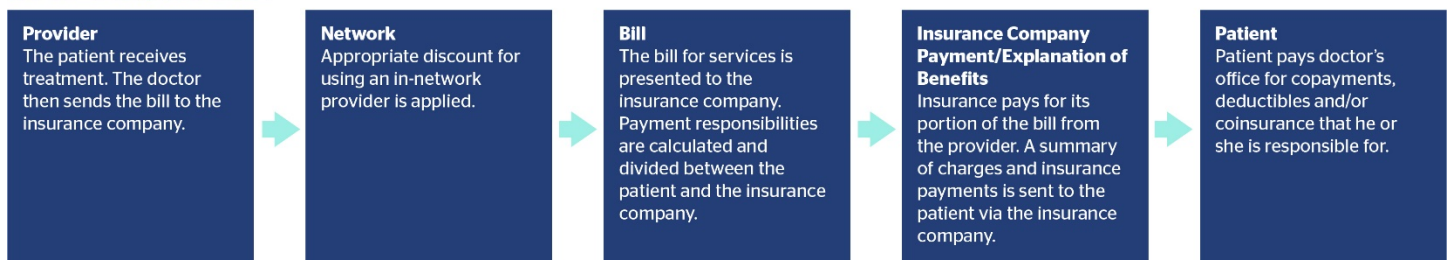 Provider
The patient receives
treatment. The doctor
then sends the bill to the
insurance company.
Network
Appropriate discount for
using an in-network
provider is applied.
Bill
The bill for services is
presented to the
insurance company.
Payment responsibilities
are calculated and
divided between the
patient and the insurance
company.
Insurance Company
Payment/Explanation of
Benefits
Insurance pays for its
portion of the bill from
the provider. A summary
of charges and insurance
payments is sent to the
patient via the insurance
company.
Patient
Patient pays doctor’s
office for copayments,
deductibles and/or
coinsurance that he or
she is responsible for.